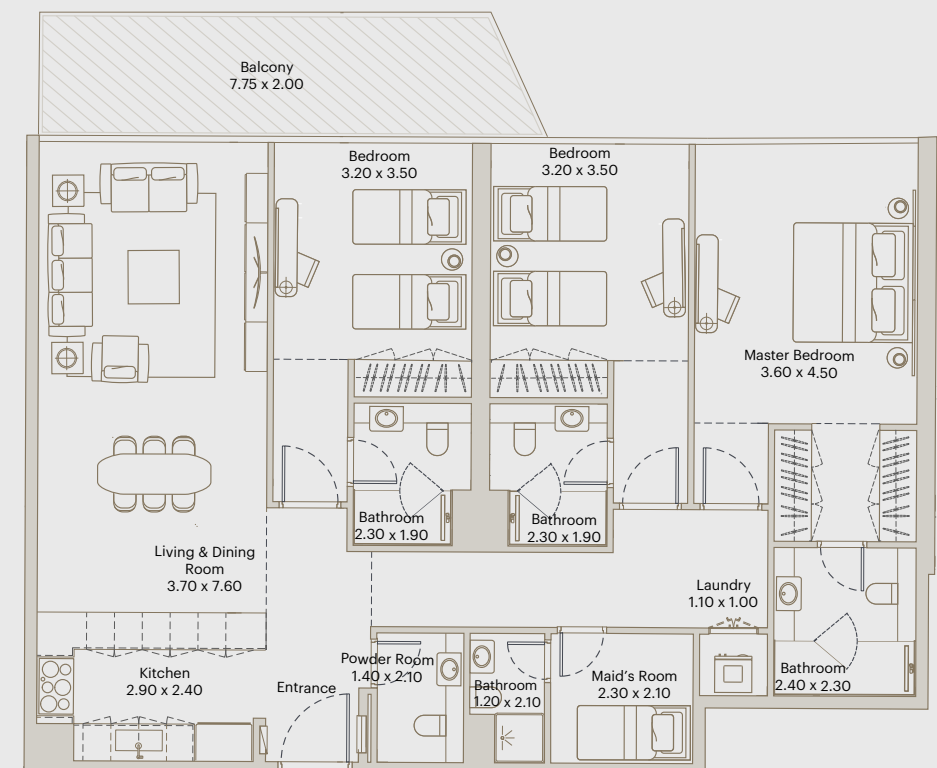 Balcony
7.75 x 2.00
Bedroom
3.20 x 3.50
Bedroom
3.20 x 3.50
Master Bedroom
3.60 x 4.50
Bathroom
2.30 x 1.90
Bathroom
2.30 x 1.90
Living & Dining
Room
3.70 x 7.60
Laundry
1.10 x 1.00
Kitchen
2.90 x 2.40
Entrance
Powder Room
1.40 x 2.10
Bathroom
1.20 x 2.10
Maid's Room
2.30 x 2.10
Bathroom
2.40 x 2.30